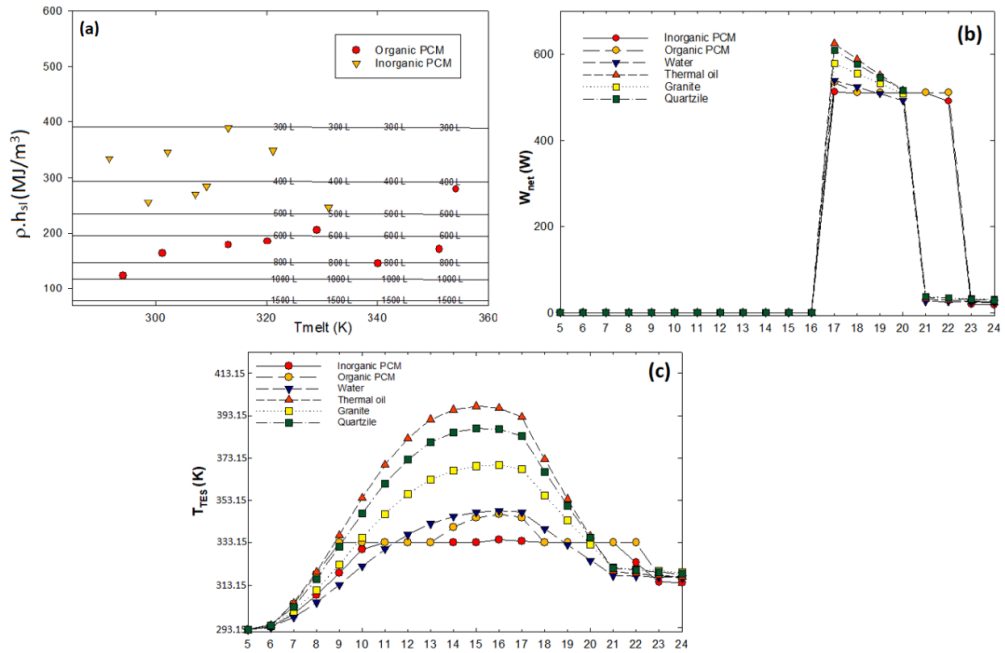 (a)
Organic PCM
Inorganic PCM
600
500
400
300
200
100
ρ.hsl (MJ/m³)
300 L 300 L 300 L 300 L
400 L 400 L 400 L 400 L
500 L 500 L 500 L 500 L
600 L 600 L 600 L 600 L
800 L 800 L 800 L 800 L
1000 L 1000 L 1000 L 1000 L
1500 L 1500 L 1500 L 1500 L
300 320 340 360
Tmelt (K)
(b)
Inorganic PCM
Organic PCM
Water
Thermal oil
Granite
Quartzile
600
400
200
0
Wnet (W)
5 6 7 8 9 10 11 12 13 14 15 16 17 18 19 20 21 22 23 24
(c)
Inorganic PCM
Organic PCM
Water
Thermal oil
Granite
Quartzile
413.15
393.15
373.15
353.15
333.15
313.15
293.15
TTES (K)
5 6 7 8 9 10 11 12 13 14 15 16 17 18 19 20 21 22 23 24